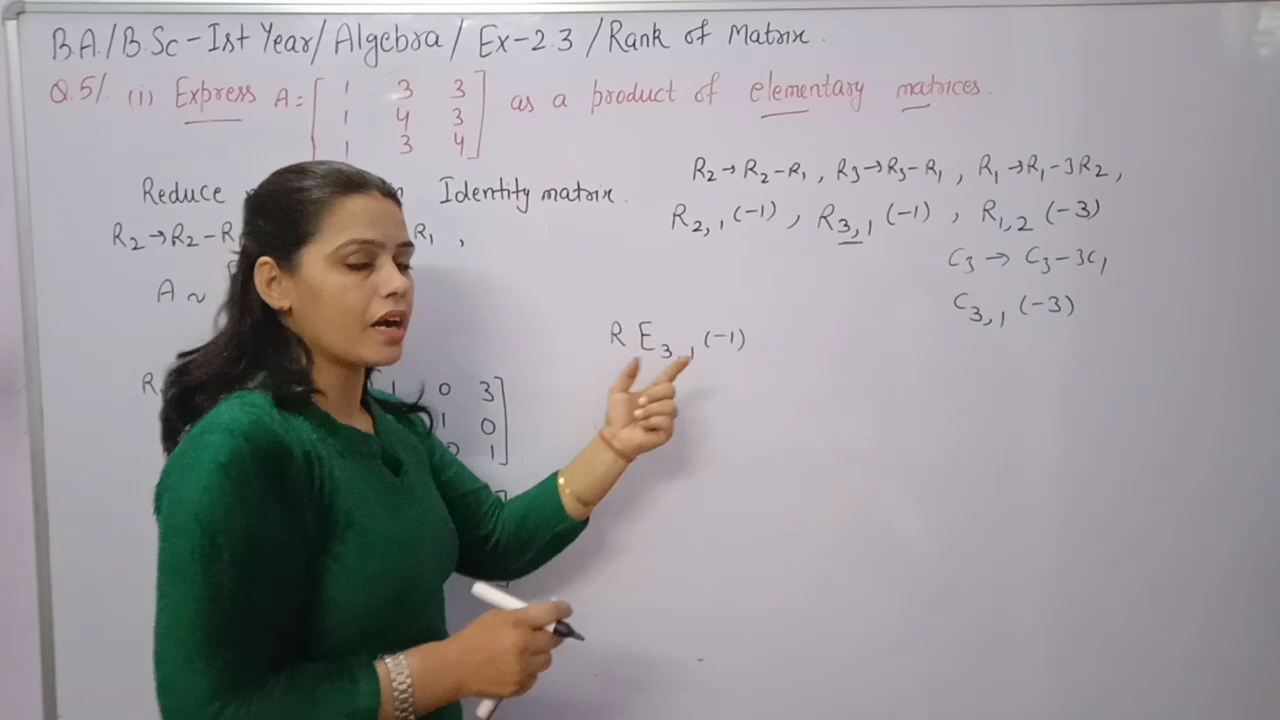 B.A./B.Sc-Ist Year/Algebra/Ex-2.3/Rank of Matrix.
Q.5/. (i) Express A= [ 1 3 3 ] as a product of elementary matrices.
1 4 3
1 3 4
Reduce Identity matrix.
R2→R2-R R1 ,
A ~
R2→R2-R1, R3→R3-R1, R1→R1-3R2,
R2,1(-1), R3,1(-1), R1,2(-3)
C3→C3-3C1
C3,1(-3)
R E3,1(-1)
1 0 3
1 0
0 1